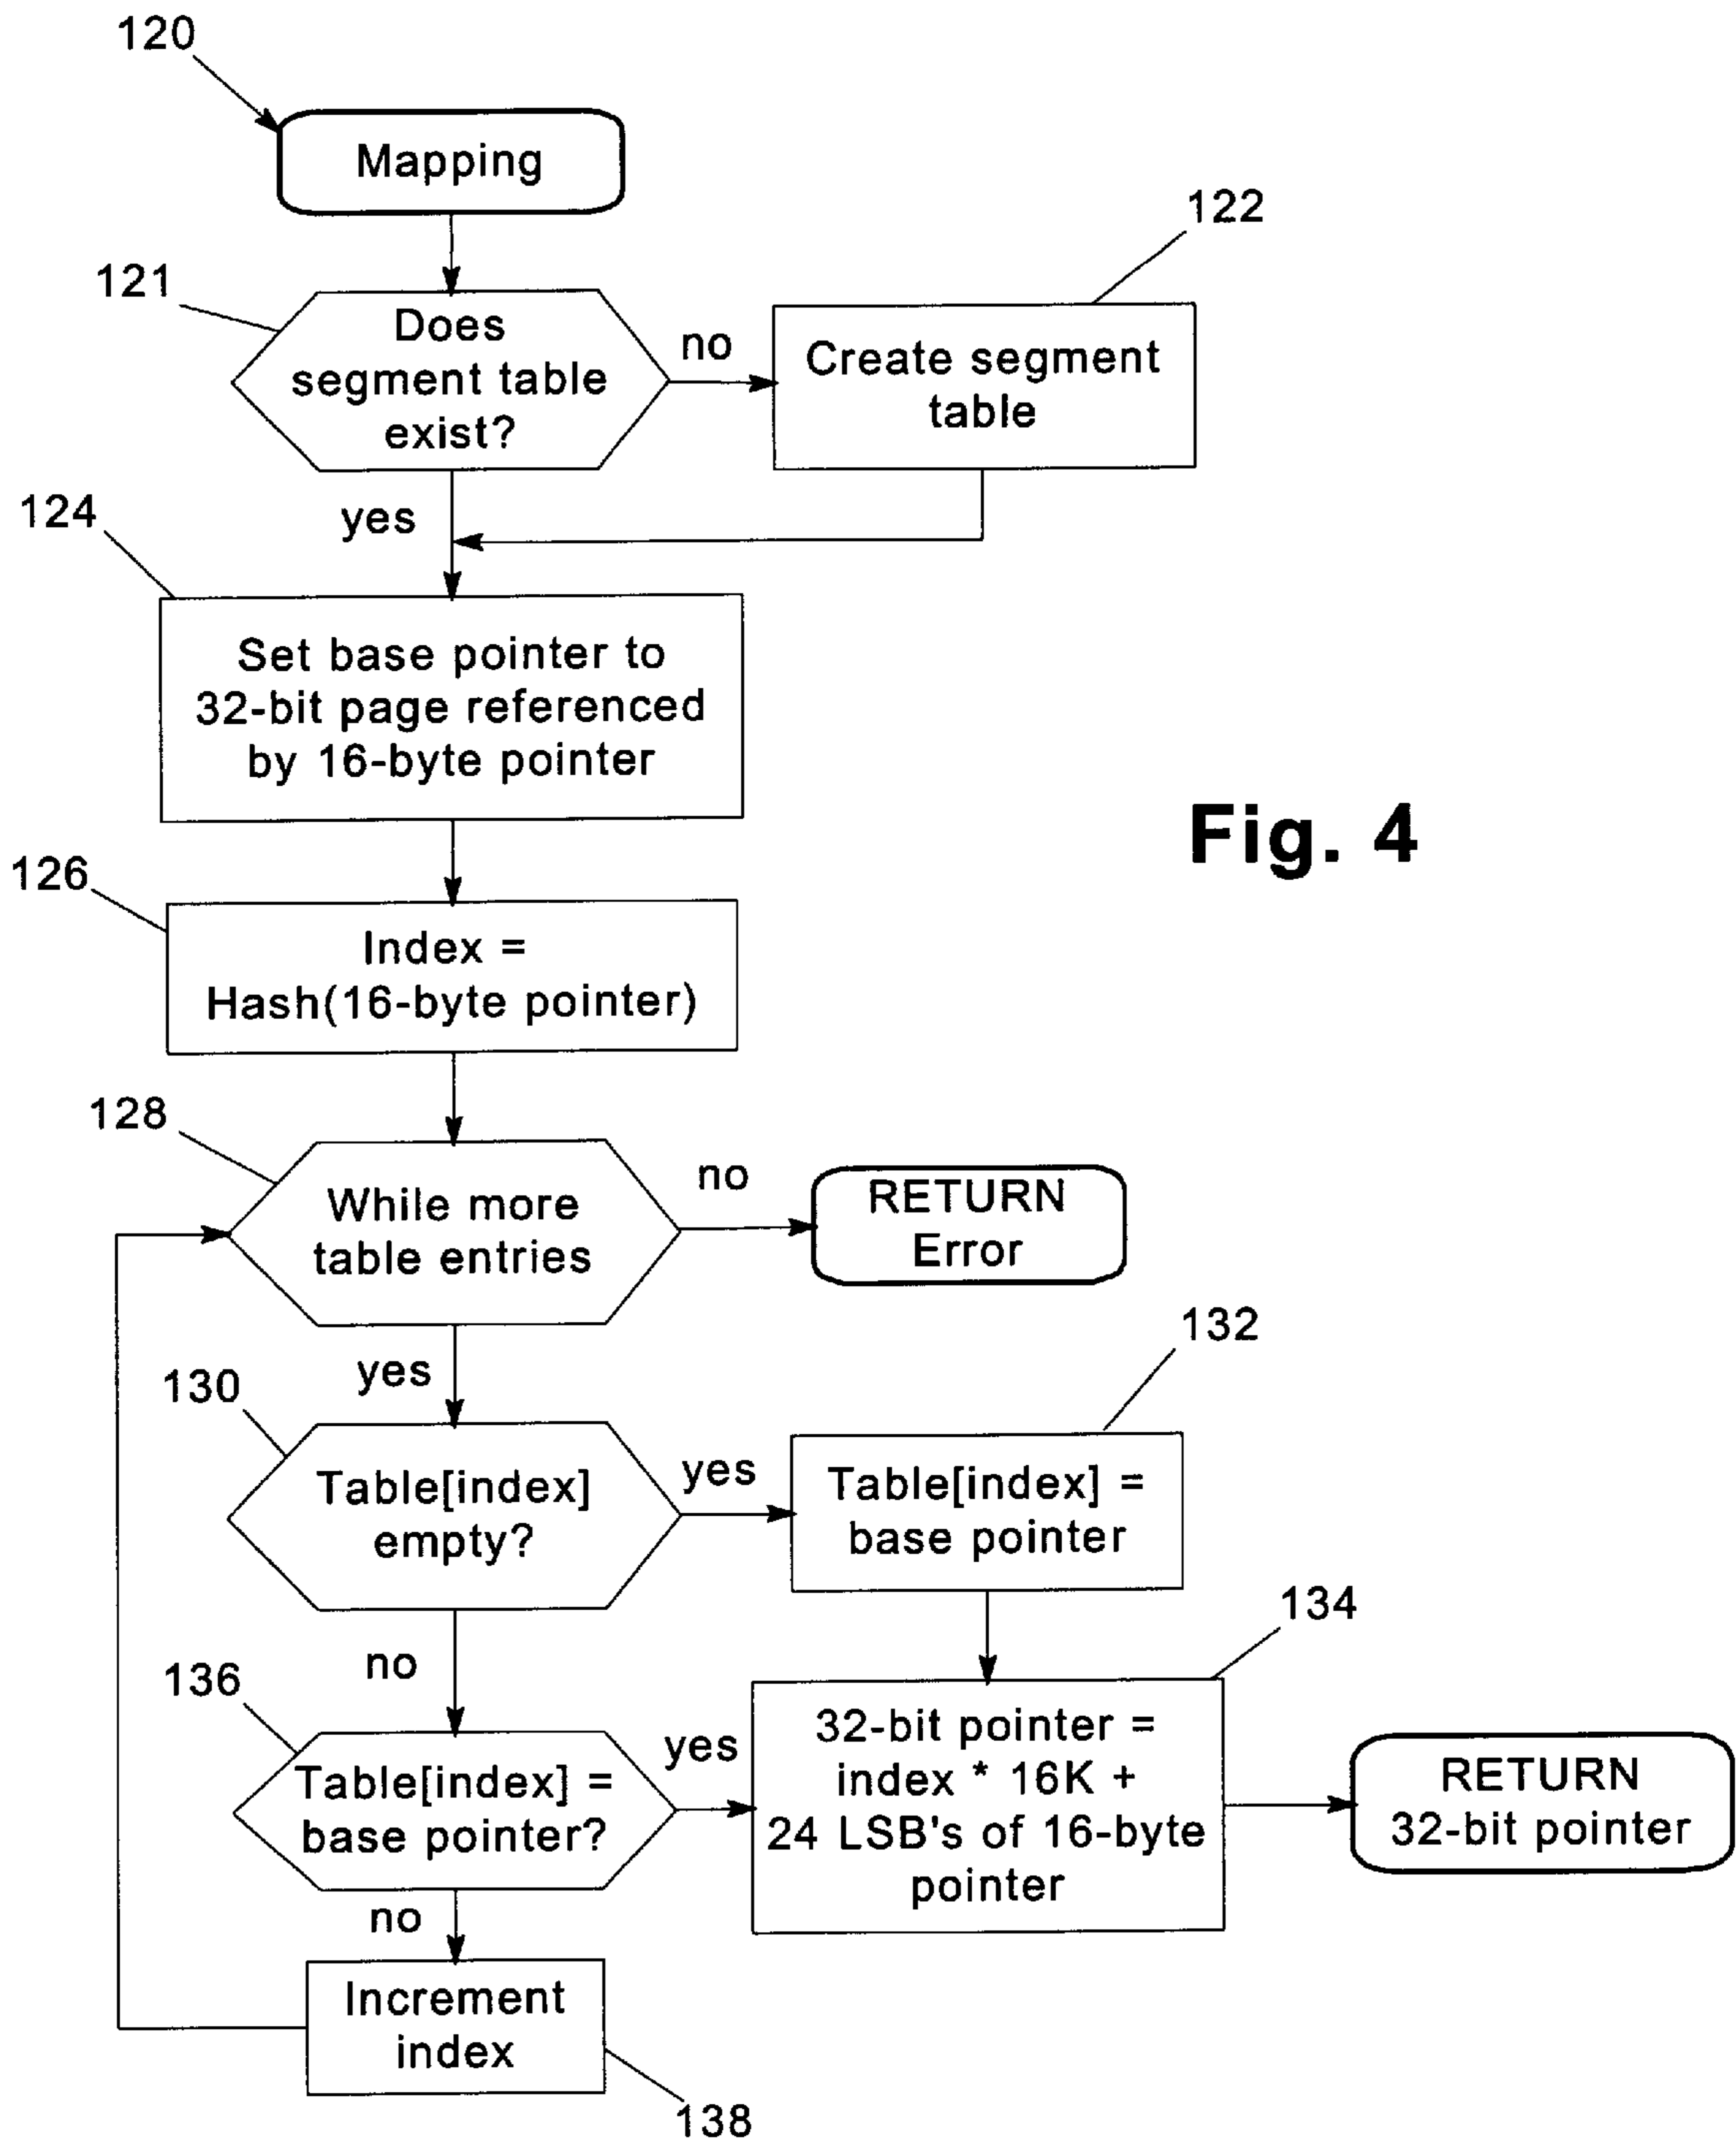 120
Mapping
122
121
Does
segment table
exist?
no
Create segment
table
124
yes
Set base pointer to
32-bit page referenced
by 16-byte pointer
Fig. 4
126
Index =
Hash(16-byte pointer)
128
While more
table entries
no
RETURN
Error
132
yes
130
Table[index]
empty?
yes
Table[index] =
base pointer
134
no
136
Table[index] =
base pointer?
yes
32-bit pointer =
index * 16K +
24 LSB's of 16-byte
pointer
RETURN
32-bit pointer
no
Increment
index
138